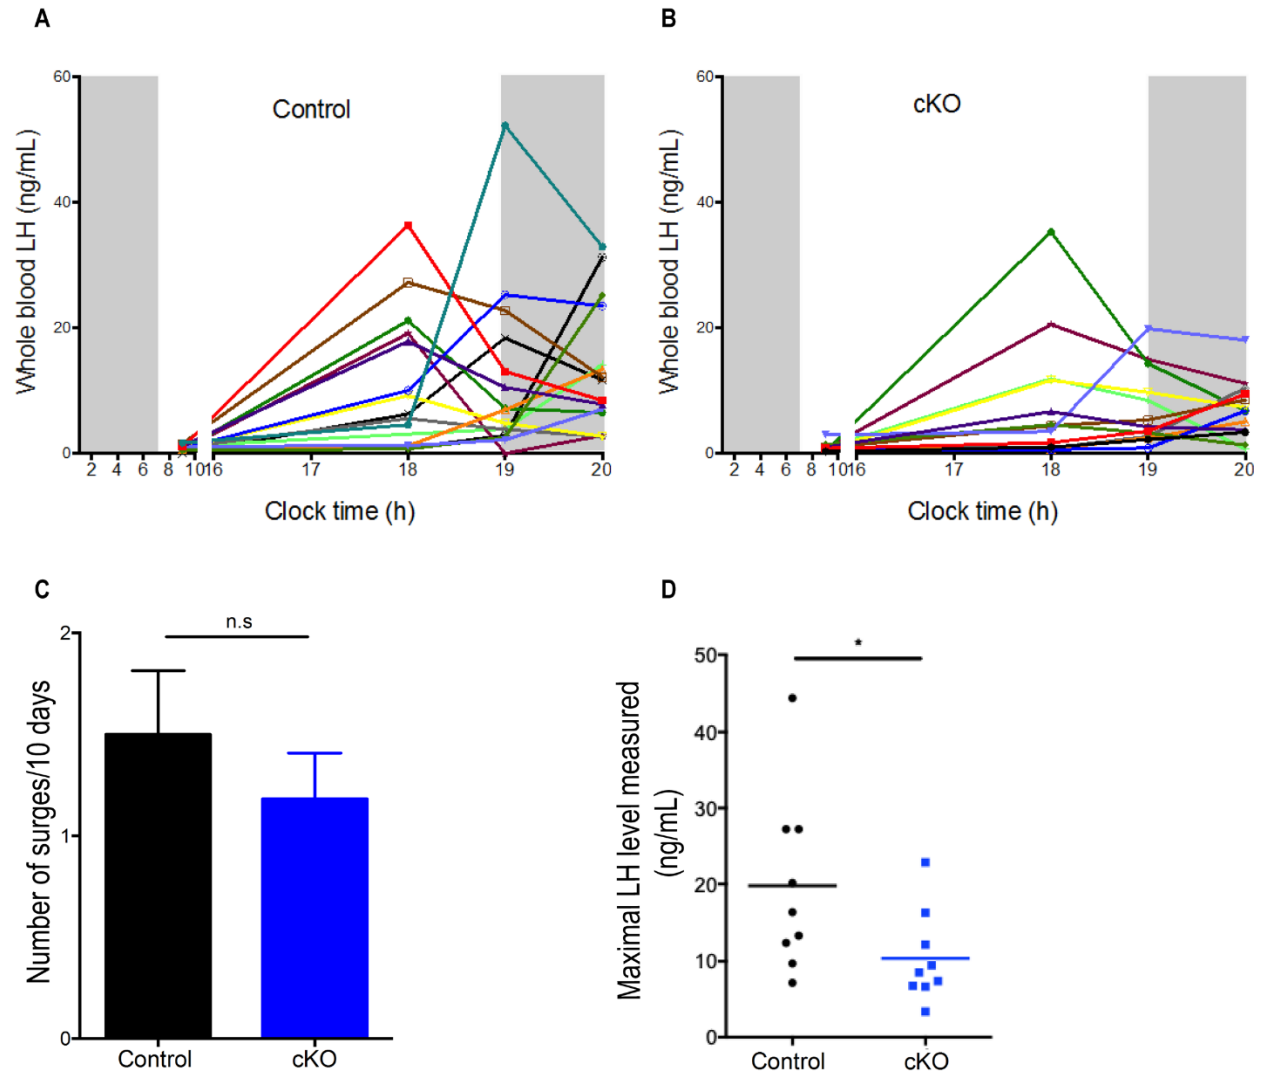 A
B
60
40
20
0
Whole blood LH (ng/mL)
Control
2 4 6 8 10 16 17 18 19 20
Clock time (h)
60
40
20
0
Whole blood LH (ng/mL)
cKO
2 4 6 8 10 16 17 18 19 20
Clock time (h)
C
D
n.s
2
1
0
Number of surges/10 days
Control cKO
*
50
40
30
20
10
0
Maximal LH level measured
(ng/mL)
Control cKO